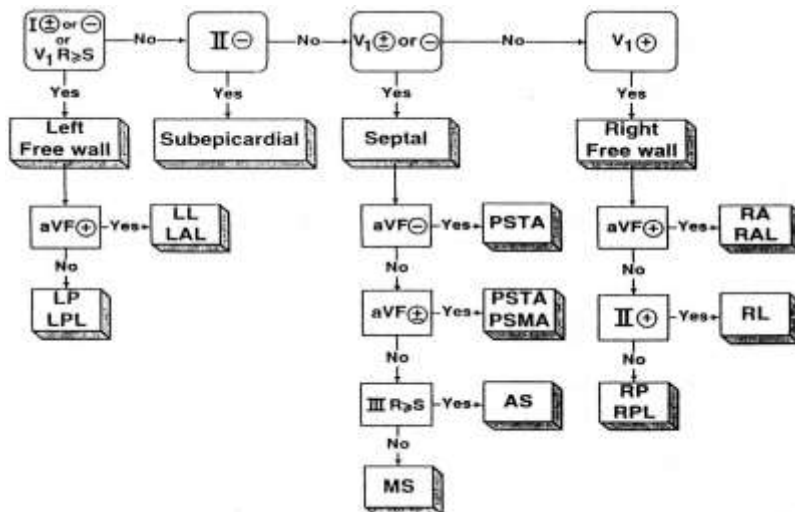 I ⊕ or ⊖
or
V₁ R≥S
No
II ⊖
No
V₁ ± or ⊖
No
V₁ ⊕
Yes
Yes
Yes
Yes
Left
Free wall
Subepicardial
Septal
Right
Free wall
aVF ⊕
Yes
LL
LAL
aVF ⊖
Yes
PSTA
aVF ⊕
Yes
RA
RAL
No
No
No
LP
LPL
aVF ±
Yes
PSTA
PSMA
II ⊕
Yes
RL
No
No
III R≥S
Yes
AS
RP
RPL
No
MS